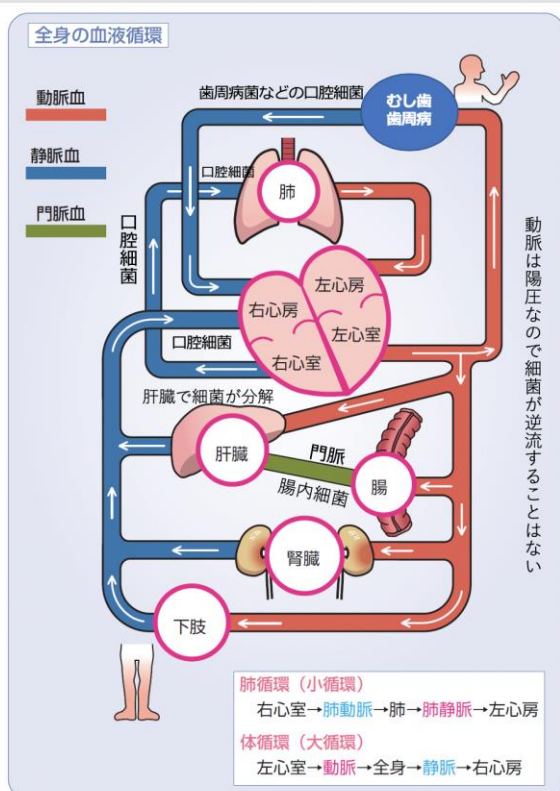 全身の血液循環
動脈血
静脈血
門脈血
歯周病菌などの口腔細菌
むし歯
歯周病
口腔細菌
肺
口腔細菌
左心房
右心房
左心室
右心室
口腔細菌
動脈は陽圧なので細菌が逆流することはない
肝臓で細菌が分解
肝臓
門脈
腸内細菌
腸
腎臓
下肢
肺循環（小循環）
右心室→肺動脈→肺→肺静脈→左心房
体循環（大循環）
左心室→動脈→全身→静脈→右心房